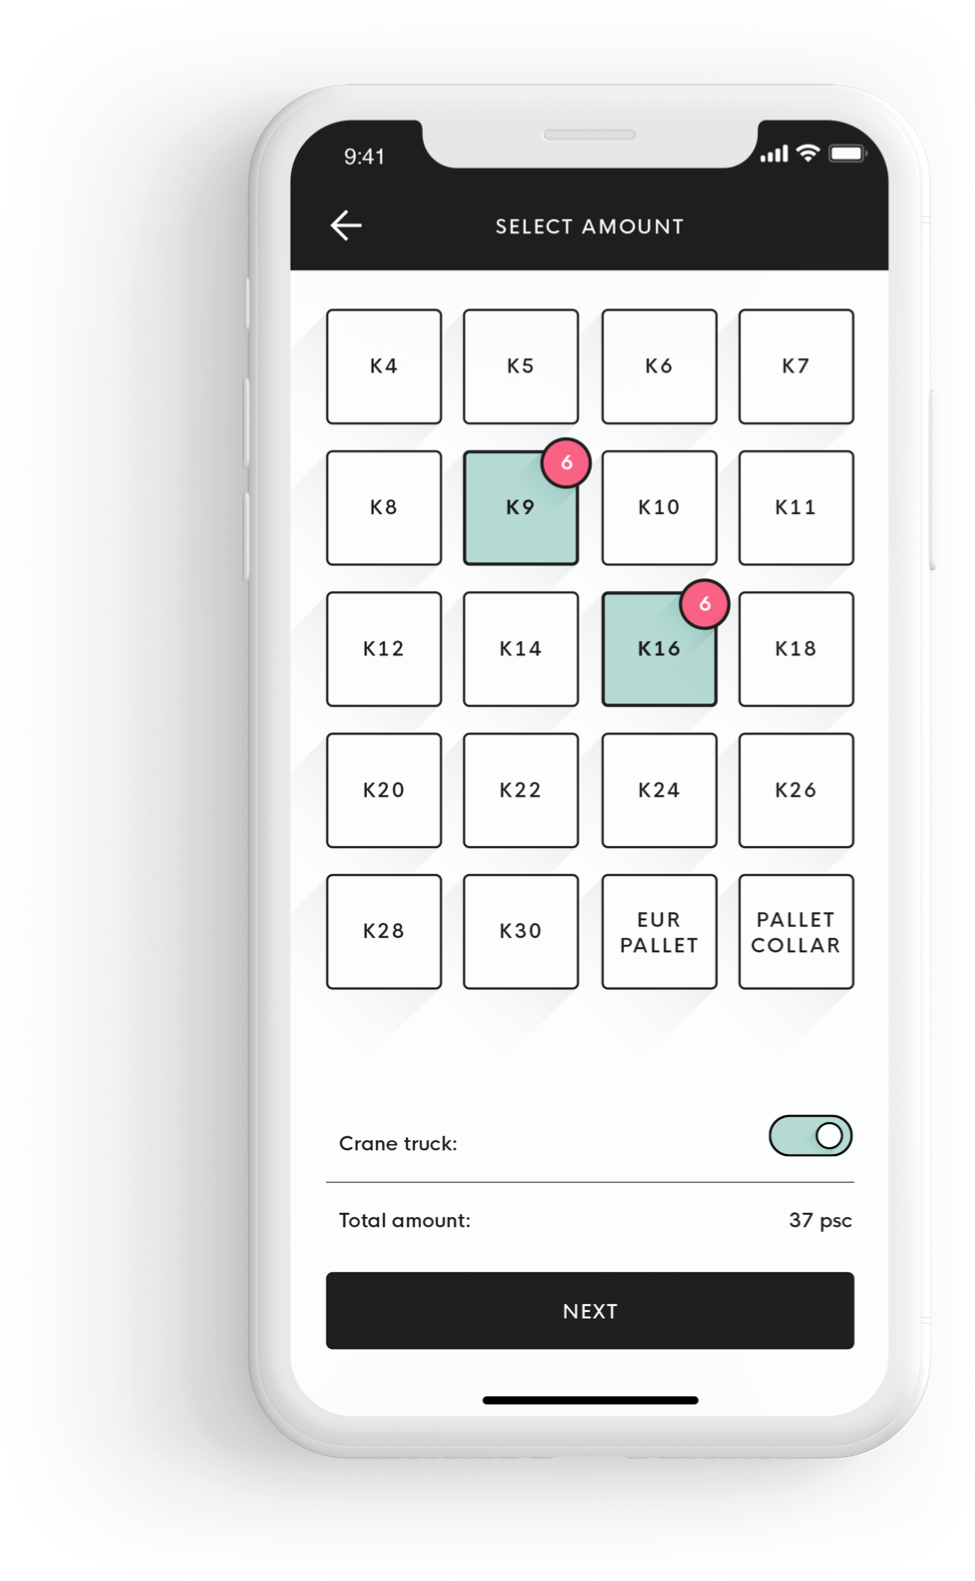 9:41
SELECT AMOUNT
K4 K5 K6 K7
6
K8 K9 K10 K11
6
K12 K14 K16 K18
K20 K22 K24 K26
K28 K30 EUR PALLET PALLET COLLAR
Crane truck:
Total amount: 37 psc
NEXT